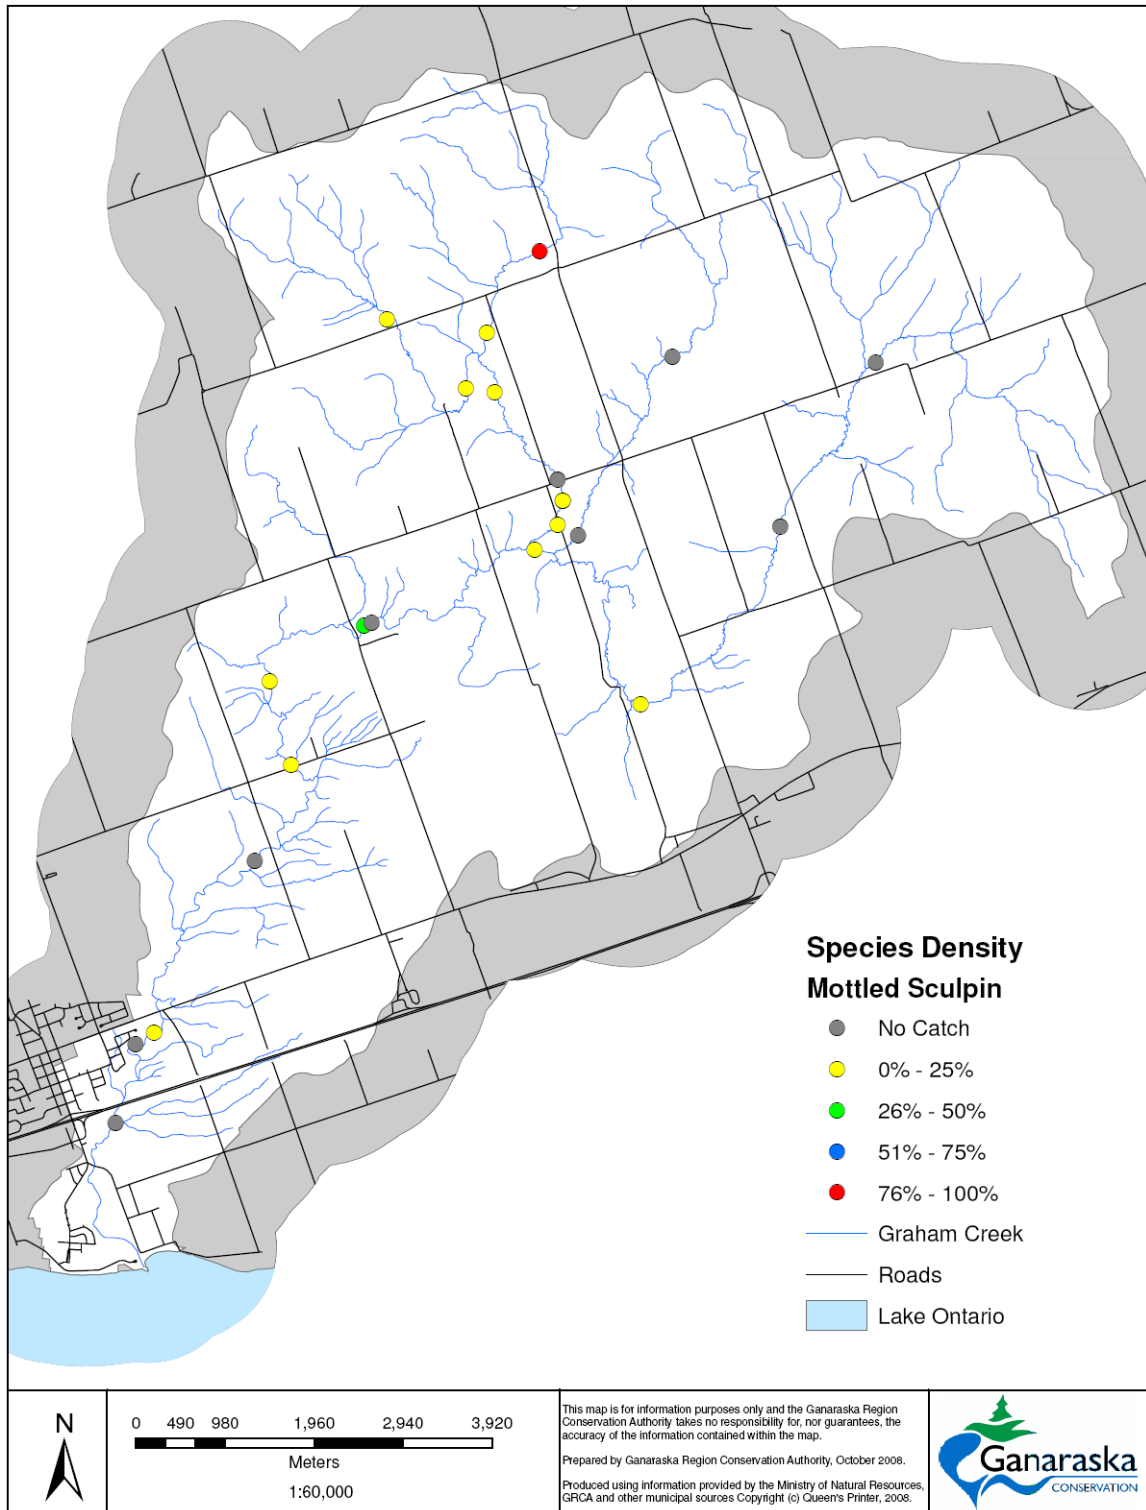 Species Density
Mottled Sculpin
No Catch
0% - 25%
26% - 50%
51% - 75%
76% - 100%
Graham Creek
Roads
Lake Ontario
N
0 490 980 1,960 2,940 3,920
Meters
1:60,000
This map is for information purposes only and the Ganaraska Region
Conservation Authority takes no responsibility for, nor guarantees, the
accuracy of the information contained within the map.
Prepared by Ganaraska Region Conservation Authority, October 2008.
Produced using information provided by the Ministry of Natural Resources,
GRCA and other municipal sources Copyright (c) Queen's Printer, 2008.
Ganaraska
CONSERVATION